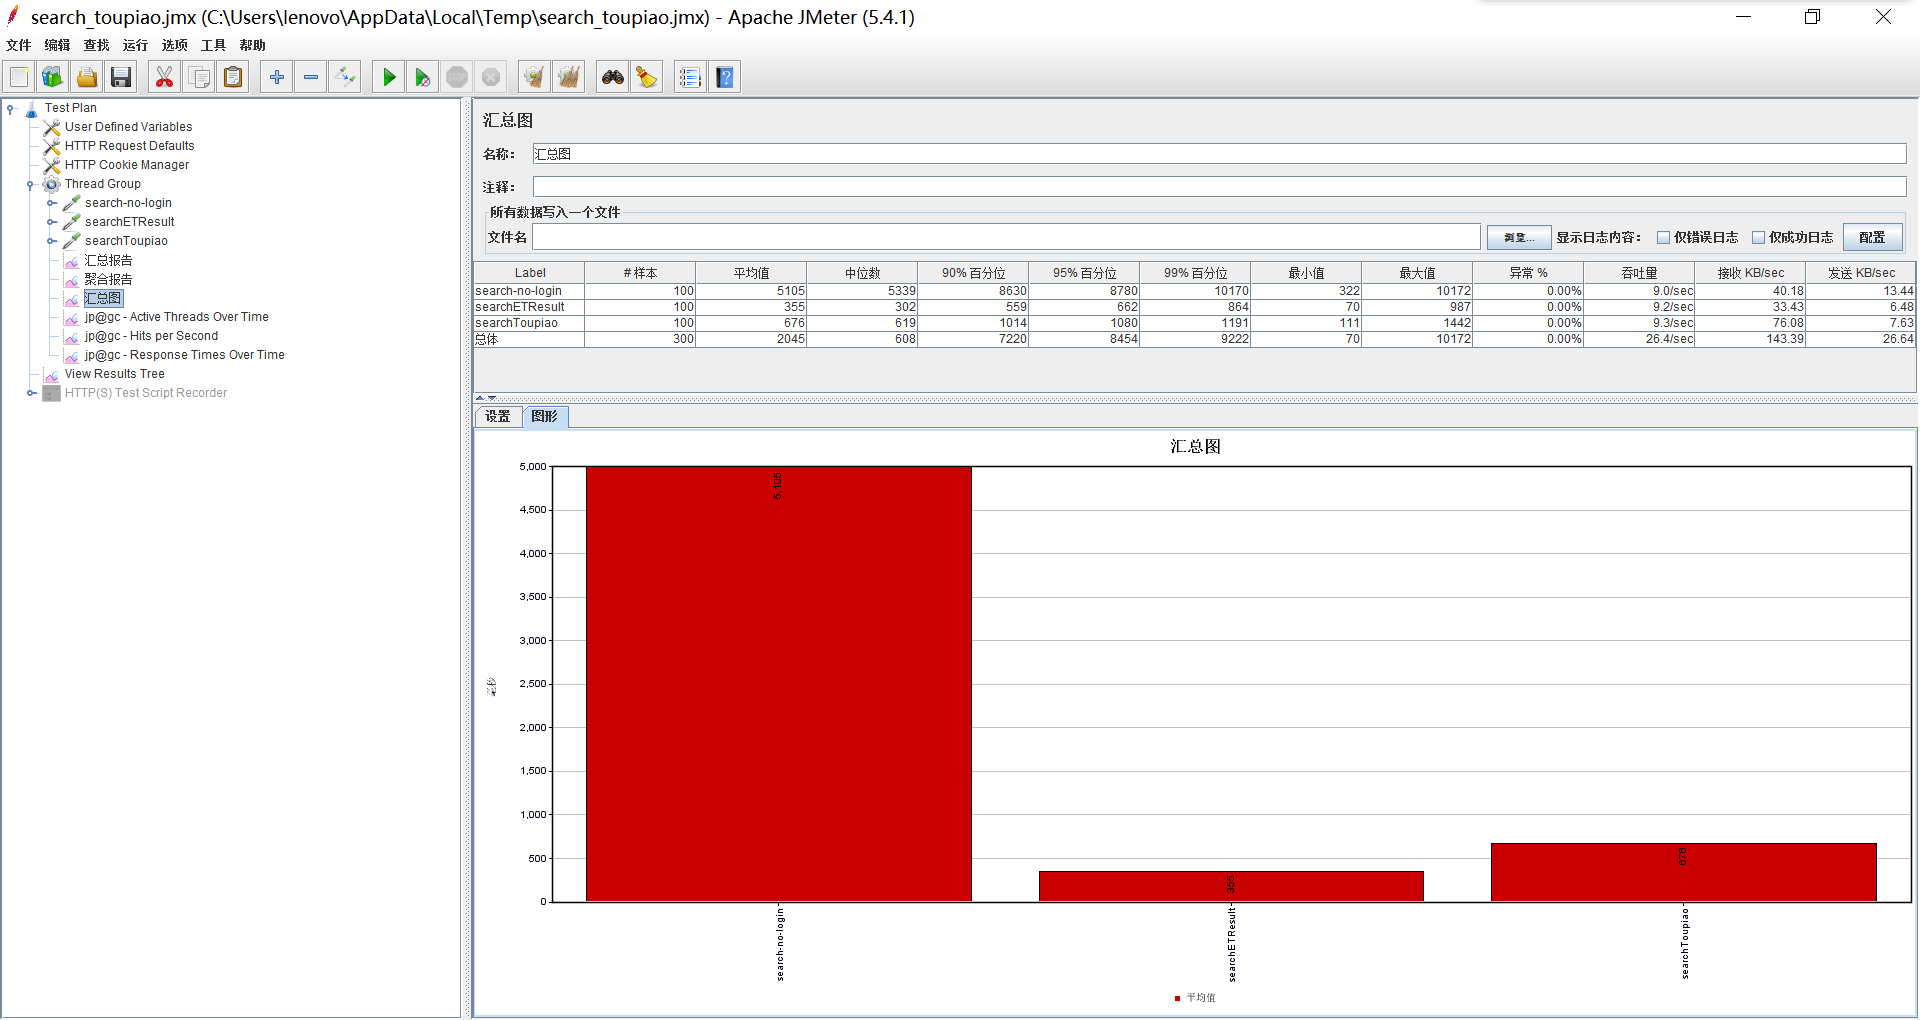 search_toupiao.jmx (C:\Users\lenovo\AppData\Local\Temp\search_toupiao.jmx) - Apache JMeter (5.4.1)
文件 编辑 查找 运行 选项 工具 帮助
STOP
Test Plan
User Defined Variables
HTTP Request Defaults
HTTP Cookie Manager
Thread Group
search-no-login
searchETResult
searchToupiao
汇总报告
聚合报告
汇总图
jp@gc - Active Threads Over Time
jp@gc - Hits per Second
jp@gc - Response Times Over Time
View Results Tree
HTTP(S) Test Script Recorder
汇总图
名称： 汇总图
注释：
所有数据写入一个文件
文件名 浏览... 显示日志内容： 仅错误日志 仅成功日志 配置
Label # 样本 平均值 中位数 90% 百分位 95% 百分位 99% 百分位 最小值 最大值 异常 % 吞吐量 接收 KB/sec 发送 KB/sec
search-no-login 100 5105 5339 8630 8780 10170 322 10172 0.00% 9.0/sec 40.18 13.44
searchETResult 100 355 302 559 662 864 70 987 0.00% 9.2/sec 33.43 6.48
searchToupiao 100 676 619 1014 1080 1191 111 1442 0.00% 9.3/sec 76.08 7.63
总体 300 2045 608 7220 8454 9222 70 10172 0.00% 26.4/sec 143.39 26.64
设置 图形
汇总图
5,000
4,500
4,000
3,500
3,000
2,500
2,000
1,500
1,000
500
0
毫秒
5,105
355
676
search-no-login
searchETResult
searchToupiao
平均值